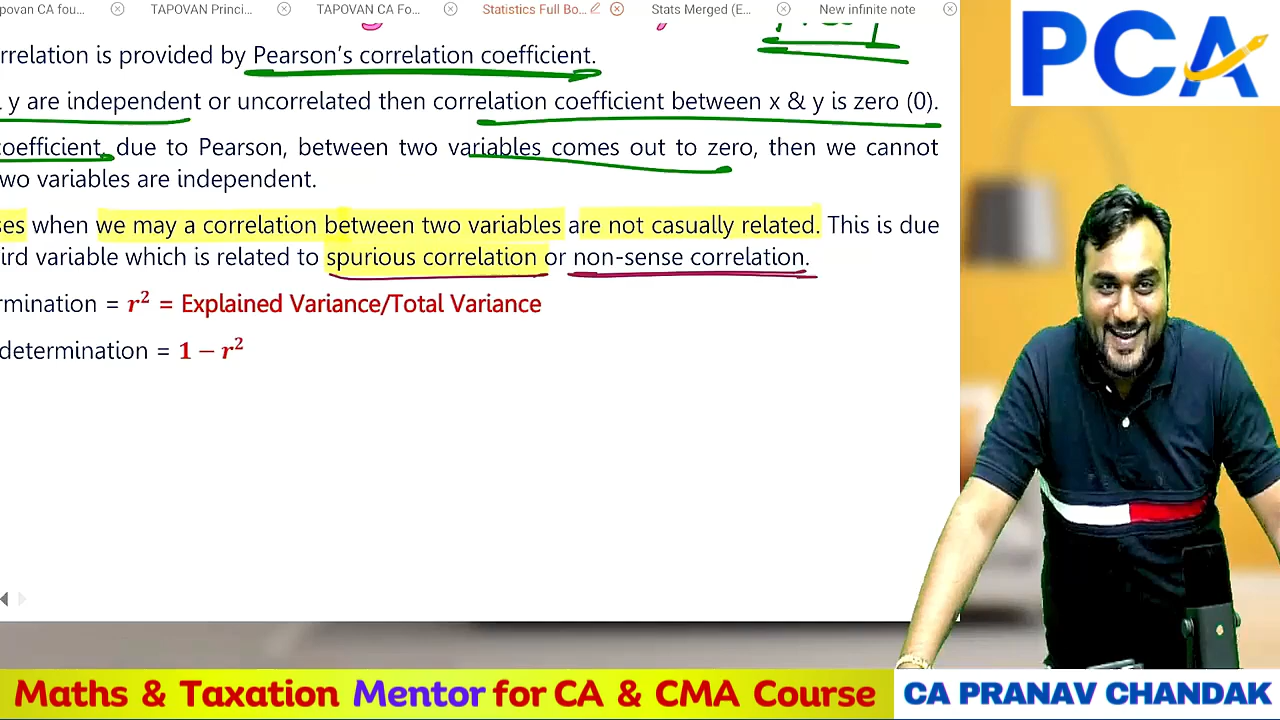 povan CA fou... TAPOVAN Princi... TAPOVAN CA Fo... Statistics Full Bo... Stats Merged (E... New infinite note
rrelation is provided by Pearson's correlation coefficient.
y are independent or uncorrelated then correlation coefficient between x & y is zero (0).
coefficient, due to Pearson, between two variables comes out to zero, then we cannot
wo variables are independent.
ses when we may a correlation between two variables are not casually related. This is due
ird variable which is related to spurious correlation or non-sense correlation.
rmination = r² = Explained Variance/Total Variance
determination = 1 − r²
PCA
Maths & Taxation Mentor for CA & CMA Course
CA PRANAV CHANDAK